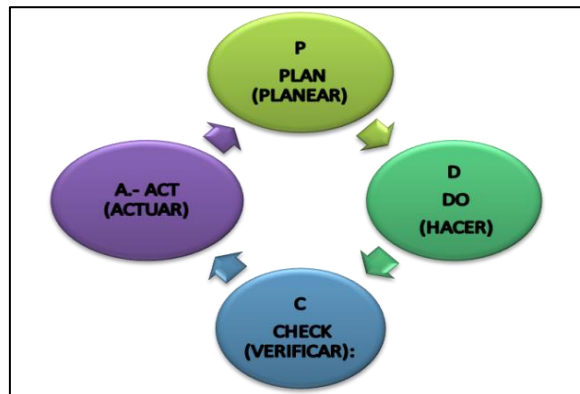 P
PLAN
(PLANEAR)
D
DO
(HACER)
C
CHECK
(VERIFICAR):
A.- ACT
(ACTUAR)